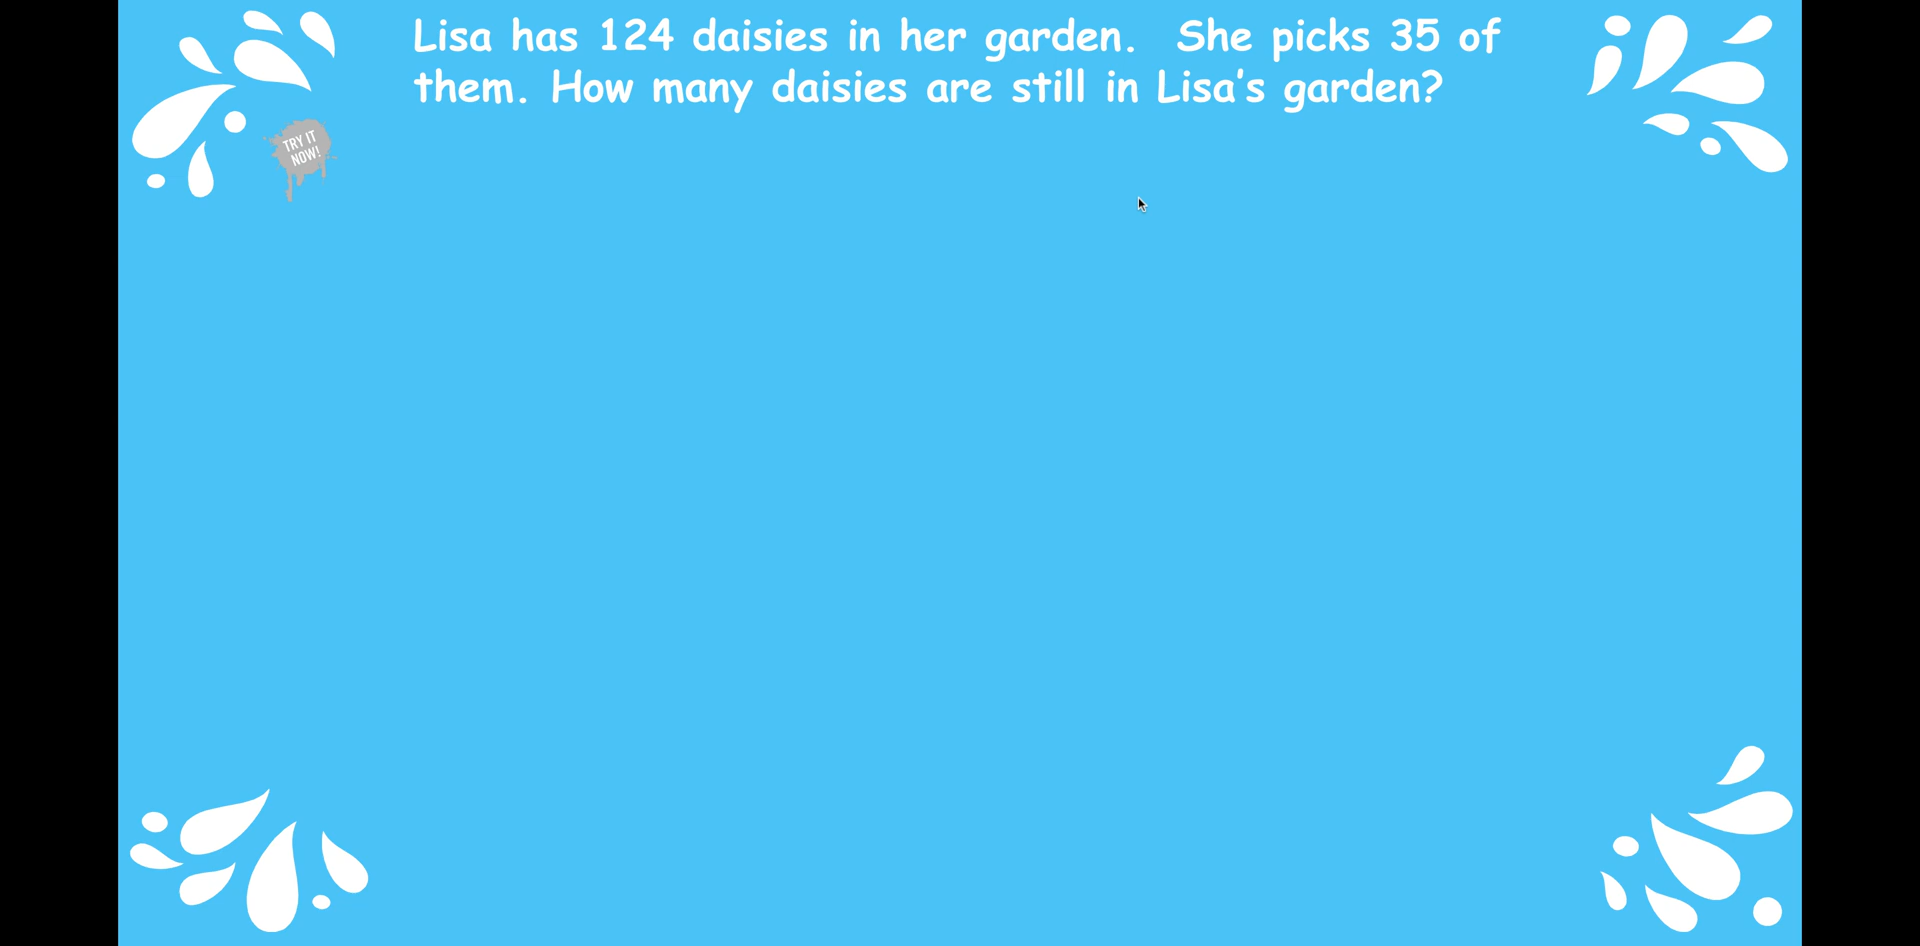 Lisa has 124 daisies in her garden.  She picks 35 of
them. How many daisies are still in Lisa's garden?
TRY IT
NOW!